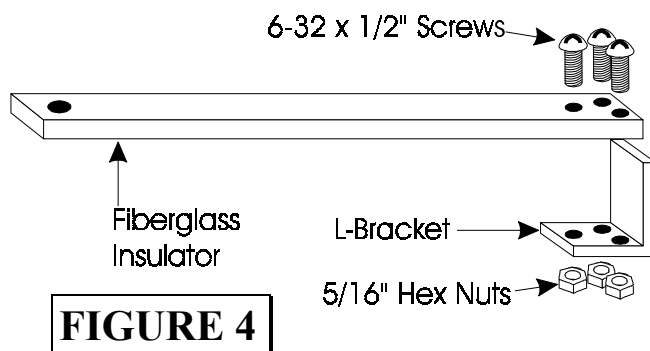 6-32 x 1/2" Screws
Fiberglass
Insulator
L-Bracket
5/16" Hex Nuts
FIGURE 4